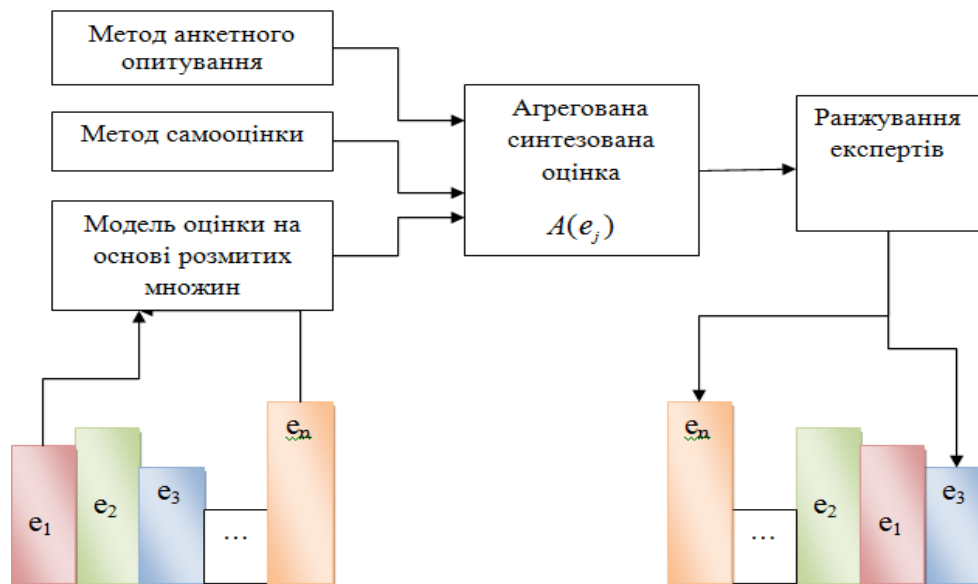 Метод анкетного
опитування
Метод самооцінки
Модель оцінки на
основі розмитих
множин
Агрегована
синтезована
оцінка
A(e_j)
Ранжування
експертів
e₁
e₂
e₃
...
eₙ
eₙ
...
e₂
e₁
e₃